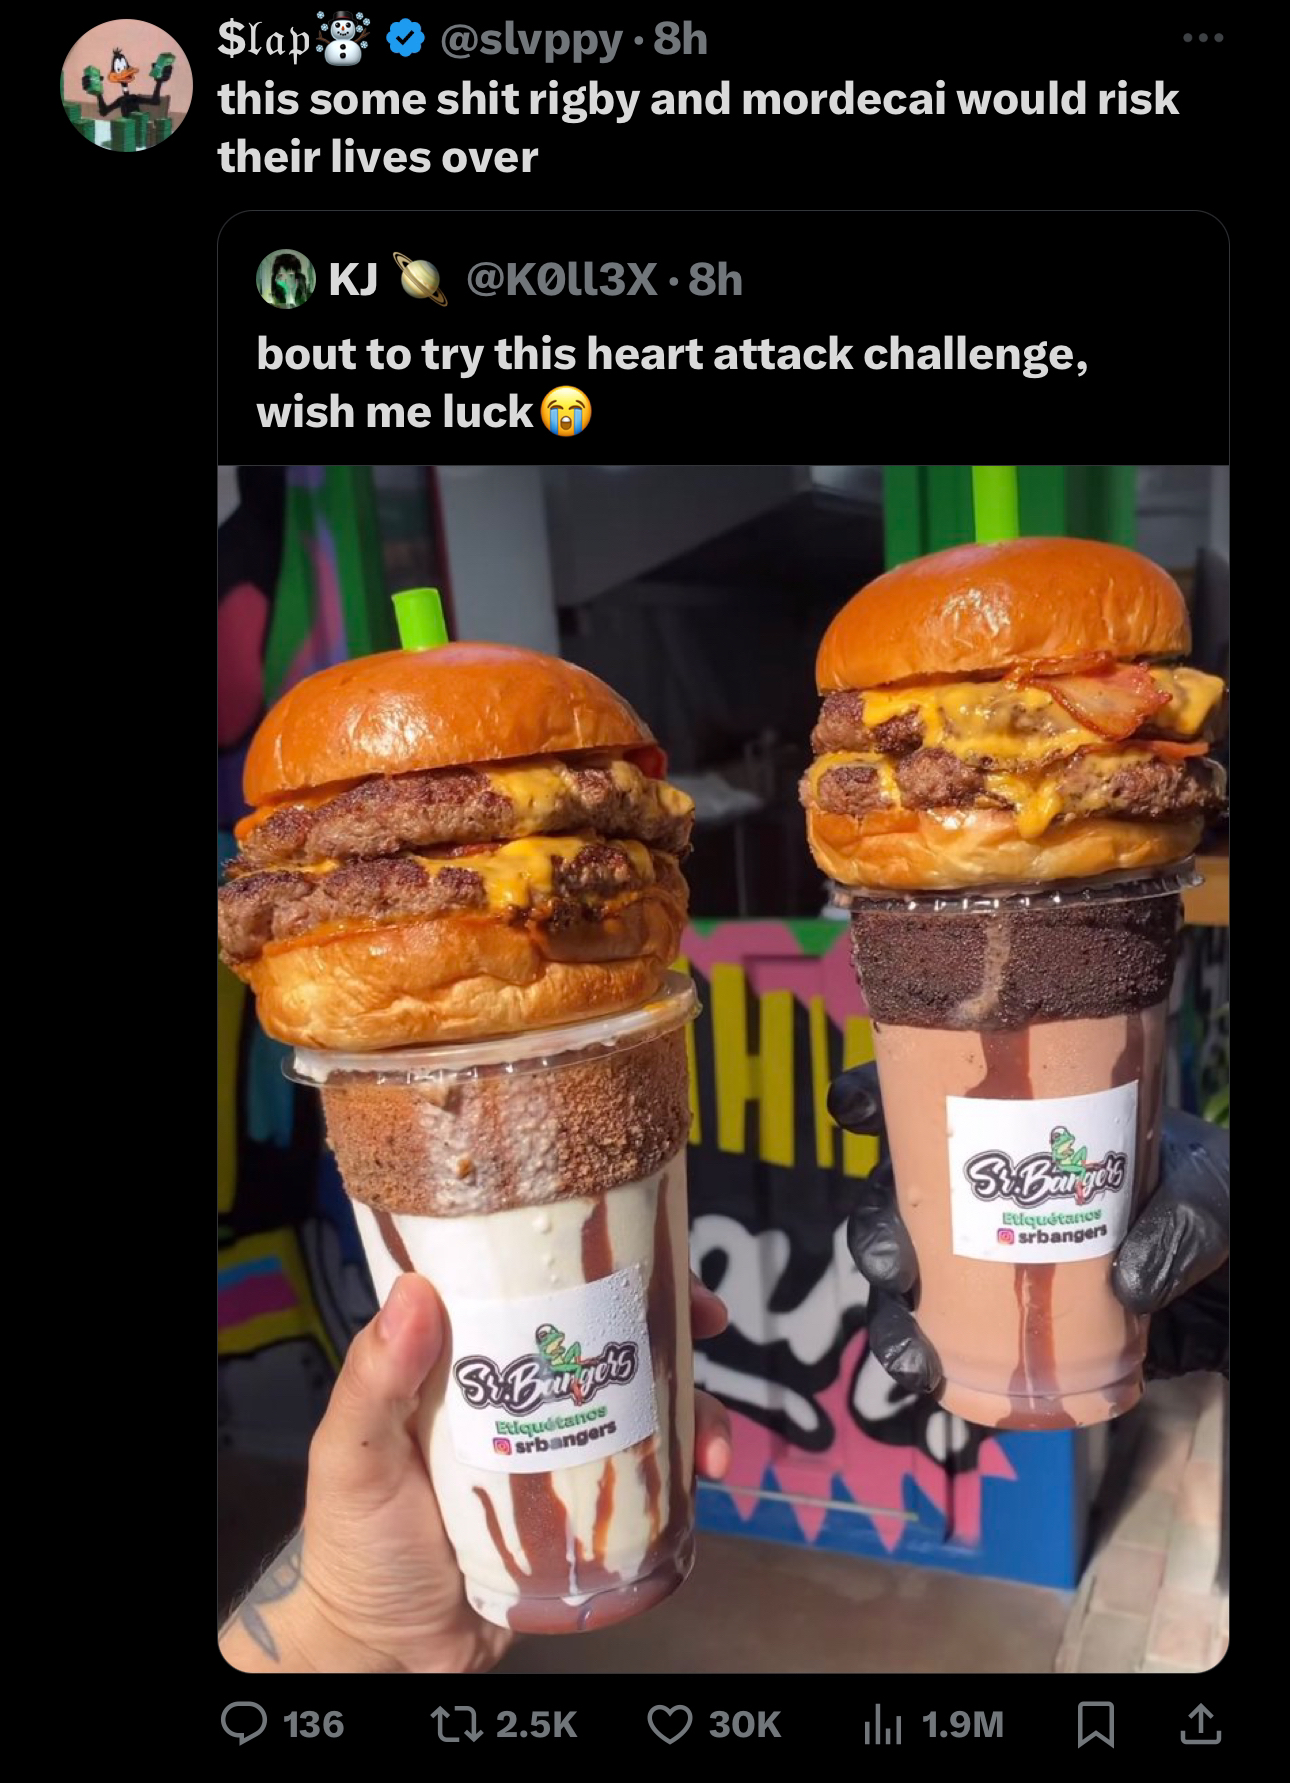 $𝔩𝔞𝔭☃️ @slvppy · 8h
this some shit rigby and mordecai would risk
their lives over
KJ 🪐 @K0ll3X · 8h
bout to try this heart attack challenge,
wish me luck😭
Sr.Bangers
Etiquétanos
srbangers
Sr.Bangers
Etiquétanos
srbangers
136 2.5K 30K 1.9M